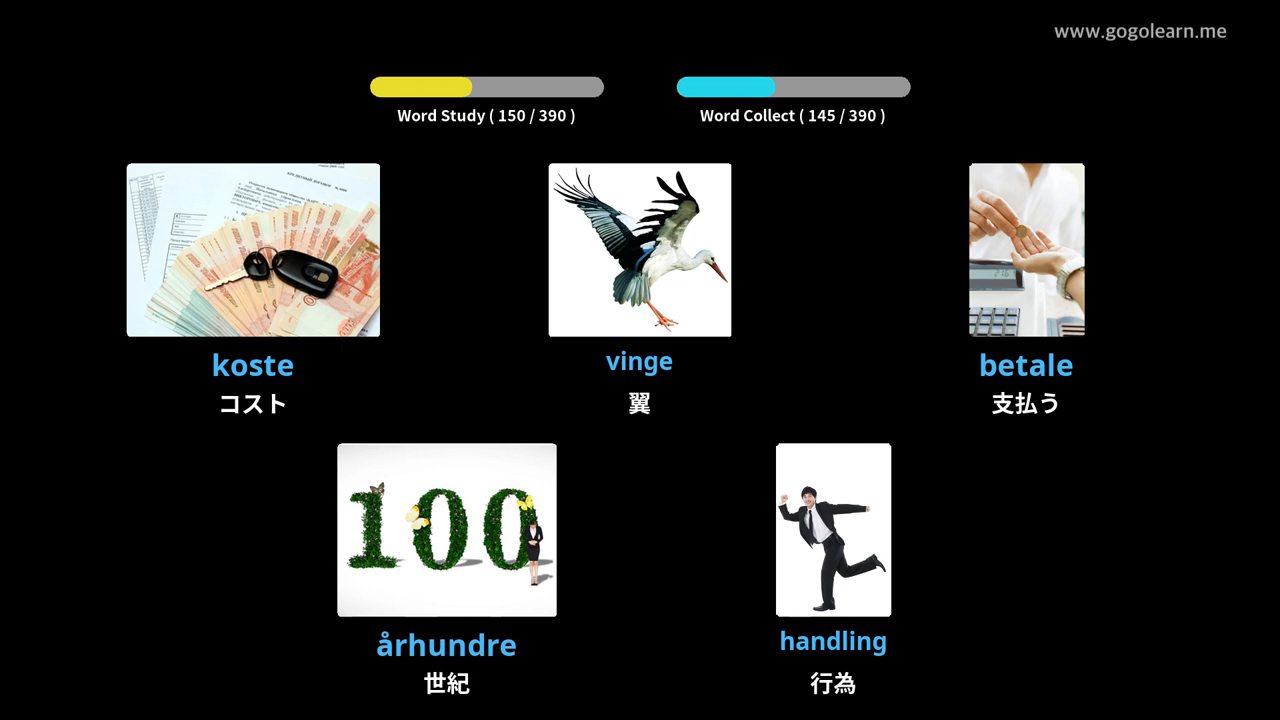 www.gogolearn.me
Word Study ( 150 / 390 )
Word Collect ( 145 / 390 )
koste
コスト
vinge
翼
betale
支払う
århundre
世紀
handling
行為